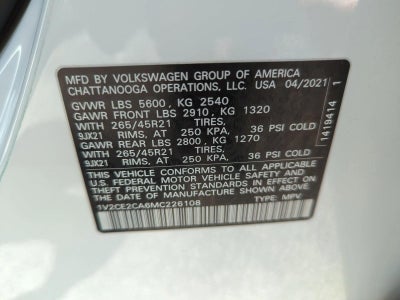 MFD BY VOLKSWAGEN GROUP OF AMERICA
CHATTANOOGA OPERATIONS, LLC. USA 04/2021
GVWR LBS 5600, KG 2540
GAWR FRONT LBS 2910, KG 1320
WITH 265/45R21 TIRES,
9JX21 RIMS, AT 250 KPA, 36 PSI COLD
GAWR REAR LBS 2800, KG 1270
WITH 265/45R21 TIRES,
9JX21 RIMS, AT 250 KPA, 36 PSI COLD
THIS VEHICLE CONFORMS TO ALL APPLICABLE
U.S. FEDERAL MOTOR VEHICLE SAFETY AND
THEFT PREVENTION STANDARDS IN EFFECT ON
THE DATE OF MANUFACTURE SHOWN ABOVE.
1V2CE2CA6MC226108 TYPE: MPV
1419414 1